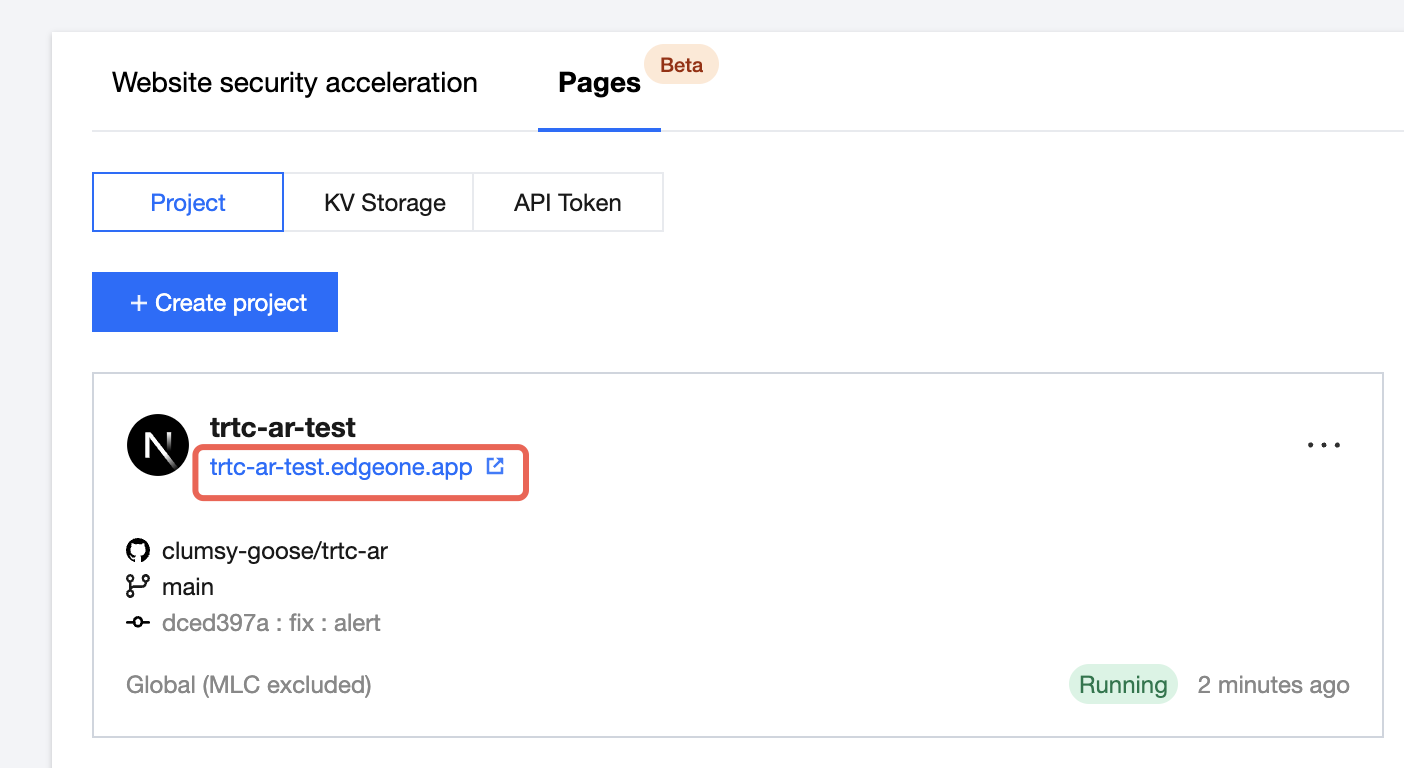 Website security acceleration
Pages
Beta
Project
KV Storage
API Token
+ Create project
trtc-ar-test
trtc-ar-test.edgeone.app
clumsy-goose/trtc-ar
main
dced397a : fix : alert
Global (MLC excluded)
Running
2 minutes ago